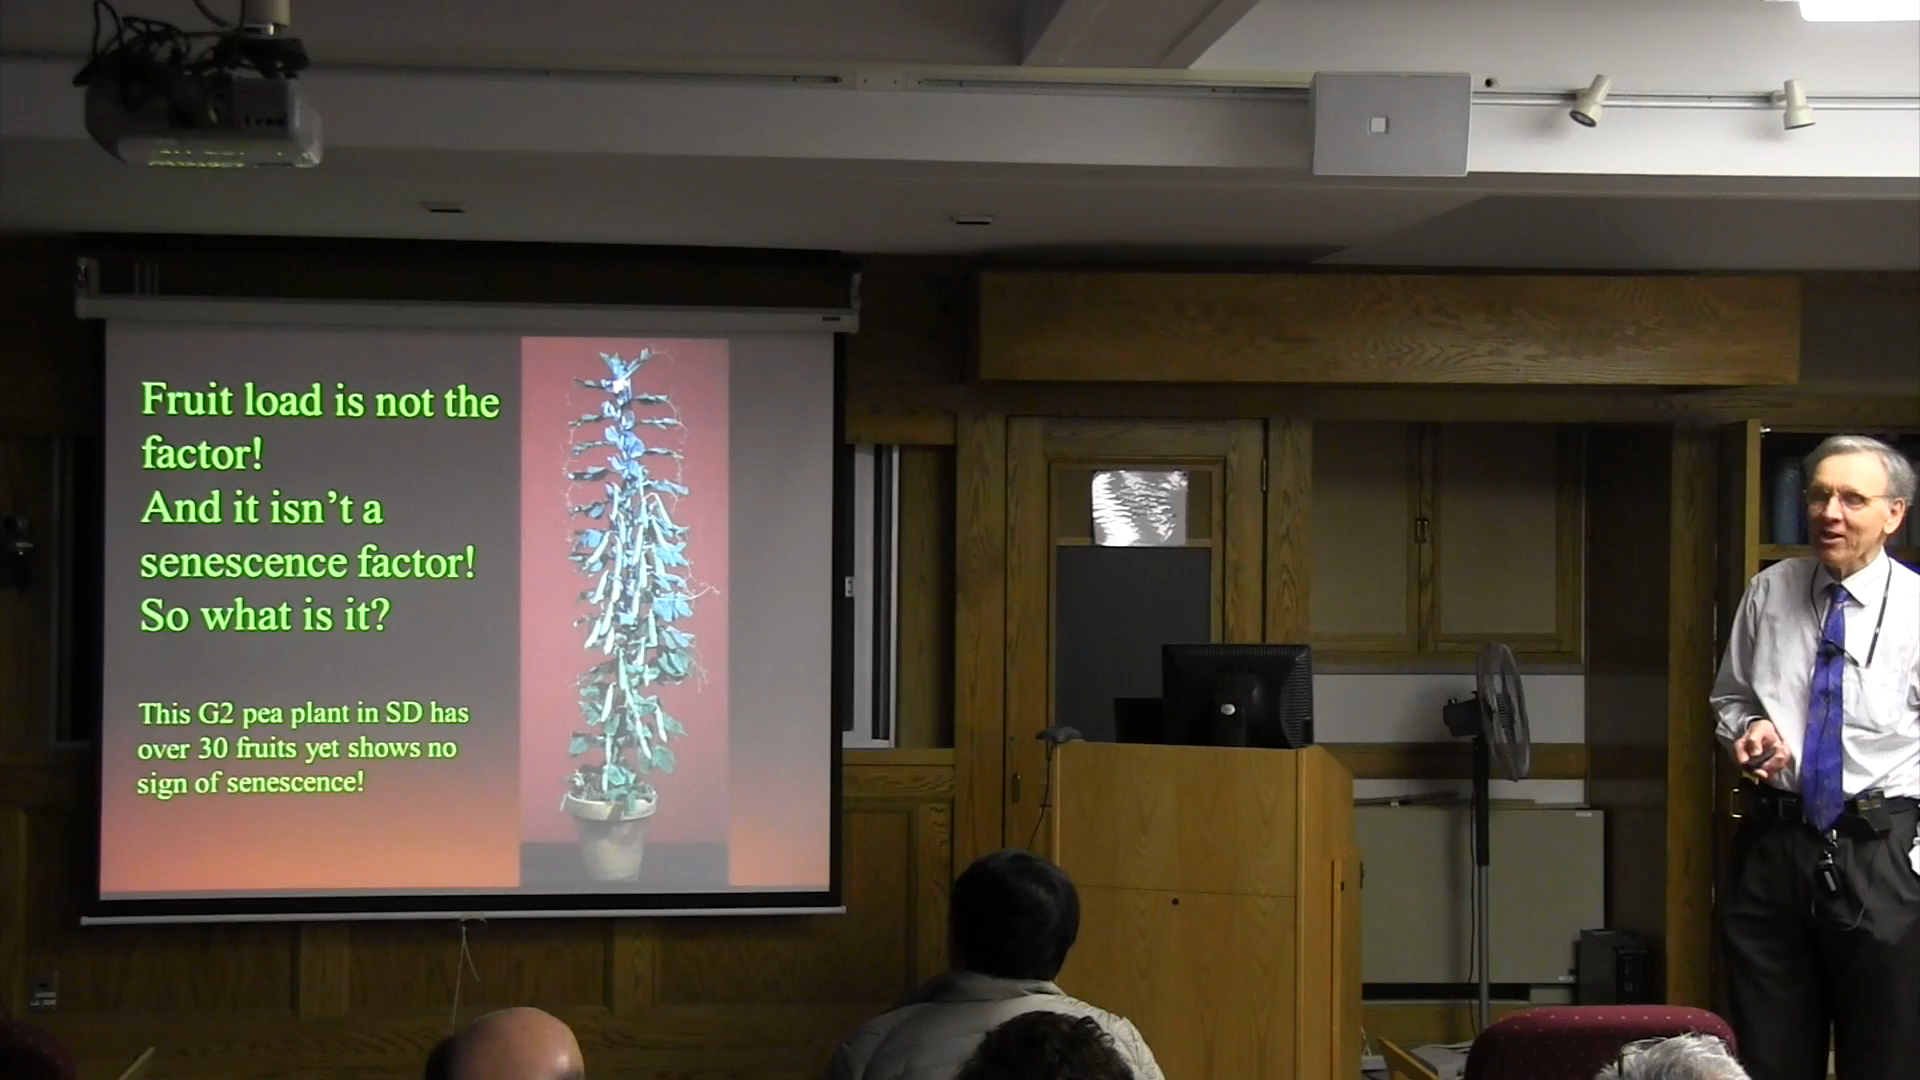 Fruit load is not the
factor!
And it isn't a
senescence factor!
So what is it?
This G2 pea plant in SD has
over 30 fruits yet shows no
sign of senescence!